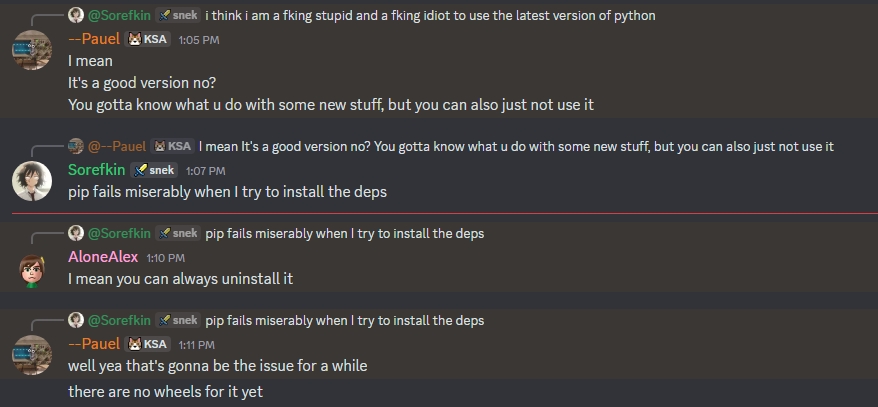 @Sorefkin snek i think i am a fking stupid and a fking idiot to use the latest version of python
--Pauel KSA 1:05 PM
I mean
It's a good version no?
You gotta know what u do with some new stuff, but you can also just not use it
@--Pauel KSA I mean It's a good version no? You gotta know what u do with some new stuff, but you can also just not use it
Sorefkin snek 1:07 PM
pip fails miserably when I try to install the deps
@Sorefkin snek pip fails miserably when I try to install the deps
AloneAlex 1:10 PM
I mean you can always uninstall it
@Sorefkin snek pip fails miserably when I try to install the deps
--Pauel KSA 1:11 PM
well yea that's gonna be the issue for a while
there are no wheels for it yet